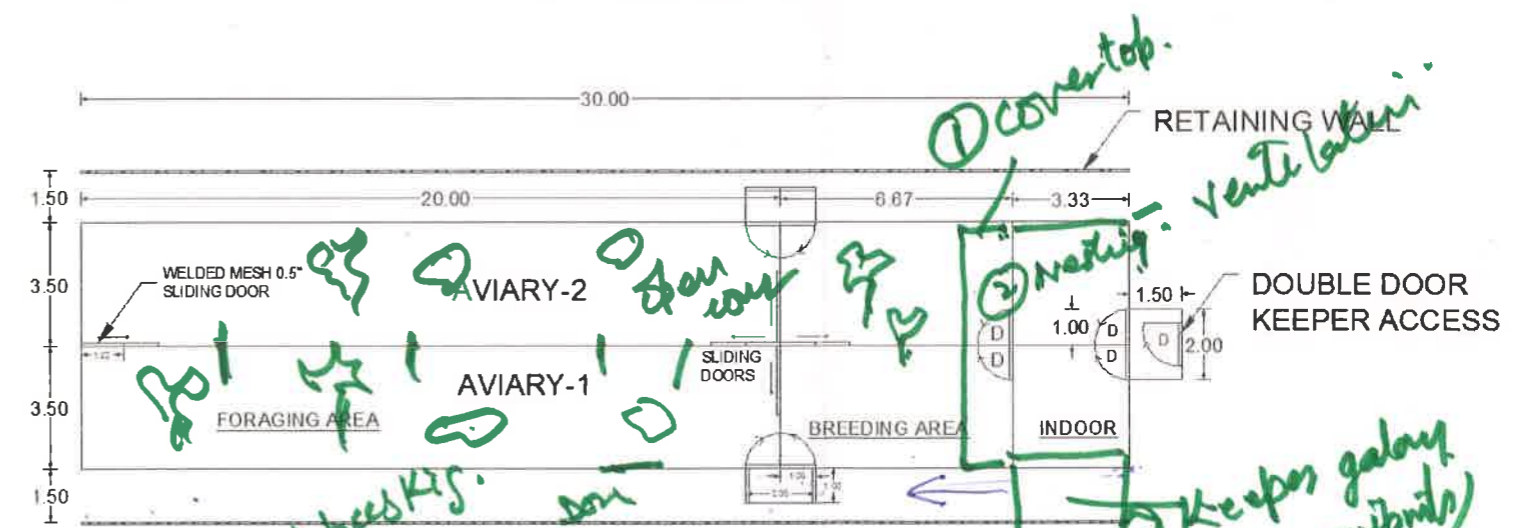 ① cover top.
30.00
RETAINING WALL
ventilation
1.50
20.00
6.67
3.33
② Nesting
WELDED MESH 0.5"
SLIDING DOOR
3.50
AVIARY-2
1.50
DOUBLE DOOR
KEEPER ACCESS
1.00
D
D
D
D
D
2.00
SLIDING
DOORS
AVIARY-1
3.50
FORAGING AREA
BREEDING AREA
INDOOR
1.50
Keeper